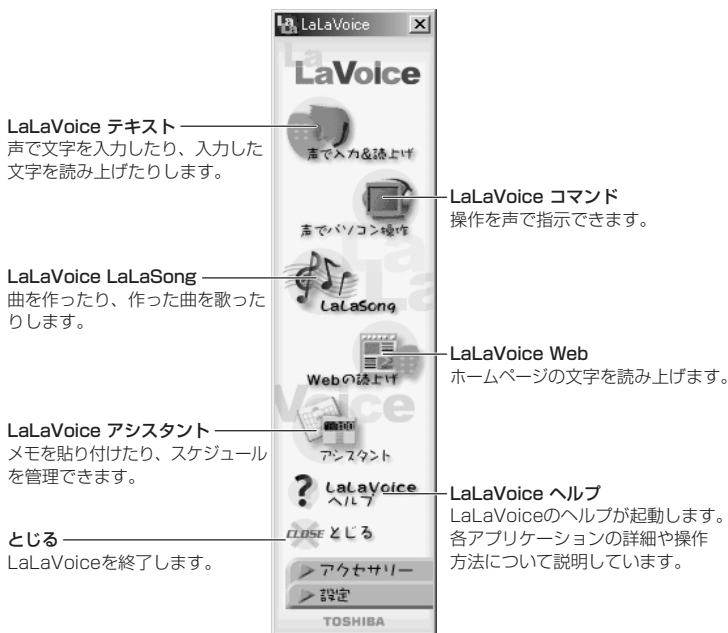 LaLaVoice
La
LaVoice
声で入力&読上げ
声でパソコン操作
LaLaSong
Webの読上げ
Voice
アシスタント
LaLaVoice
ヘルプ
CLOSE とじる
アクセサリー
設定
TOSHIBA
LaLaVoice テキスト
声で文字を入力したり、入力した
文字を読み上げたりします。
LaLaVoice コマンド
操作を声で指示できます。
LaLaVoice LaLaSong
曲を作ったり、作った曲を歌った
りします。
LaLaVoice Web
ホームページの文字を読み上げます。
LaLaVoice アシスタント
メモを貼り付けたり、スケジュール
を管理できます。
LaLaVoice ヘルプ
LaLaVoiceのヘルプが起動します。
各アプリケーションの詳細や操作
方法について説明しています。
とじる
LaLaVoiceを終了します。